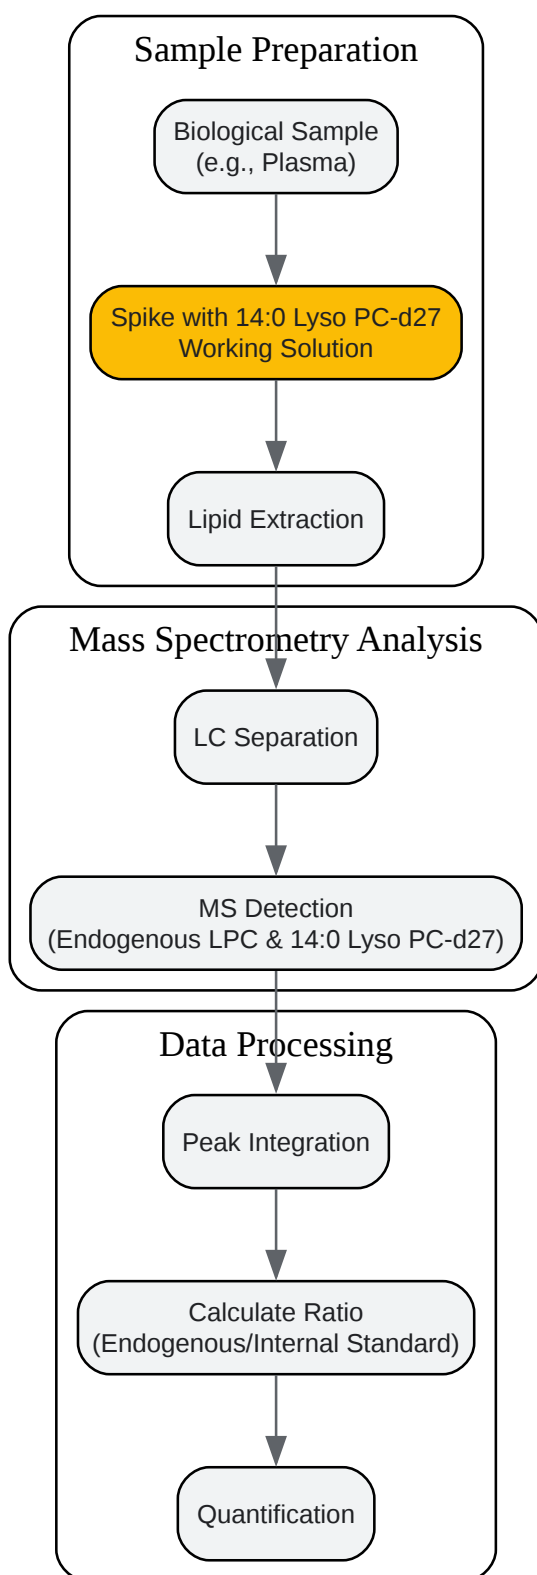 Sample Preparation
Biological Sample
(e.g., Plasma)
Spike with 14:0 Lyso PC-d27
Working Solution
Lipid Extraction
Mass Spectrometry Analysis
LC Separation
MS Detection
(Endogenous LPC & 14:0 Lyso PC-d27)
Data Processing
Peak Integration
Calculate Ratio
(Endogenous/Internal Standard)
Quantification